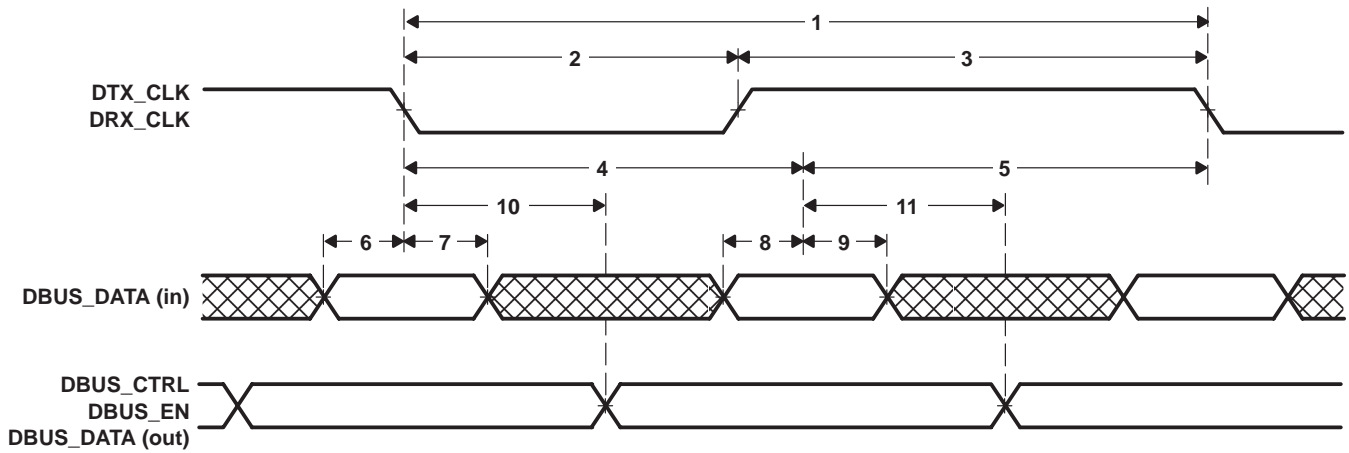 1
2
3
DTX_CLK
DRX_CLK
4
5
10
11
6
7
8
9
DBUS_DATA (in)
DBUS_CTRL
DBUS_EN
DBUS_DATA (out)